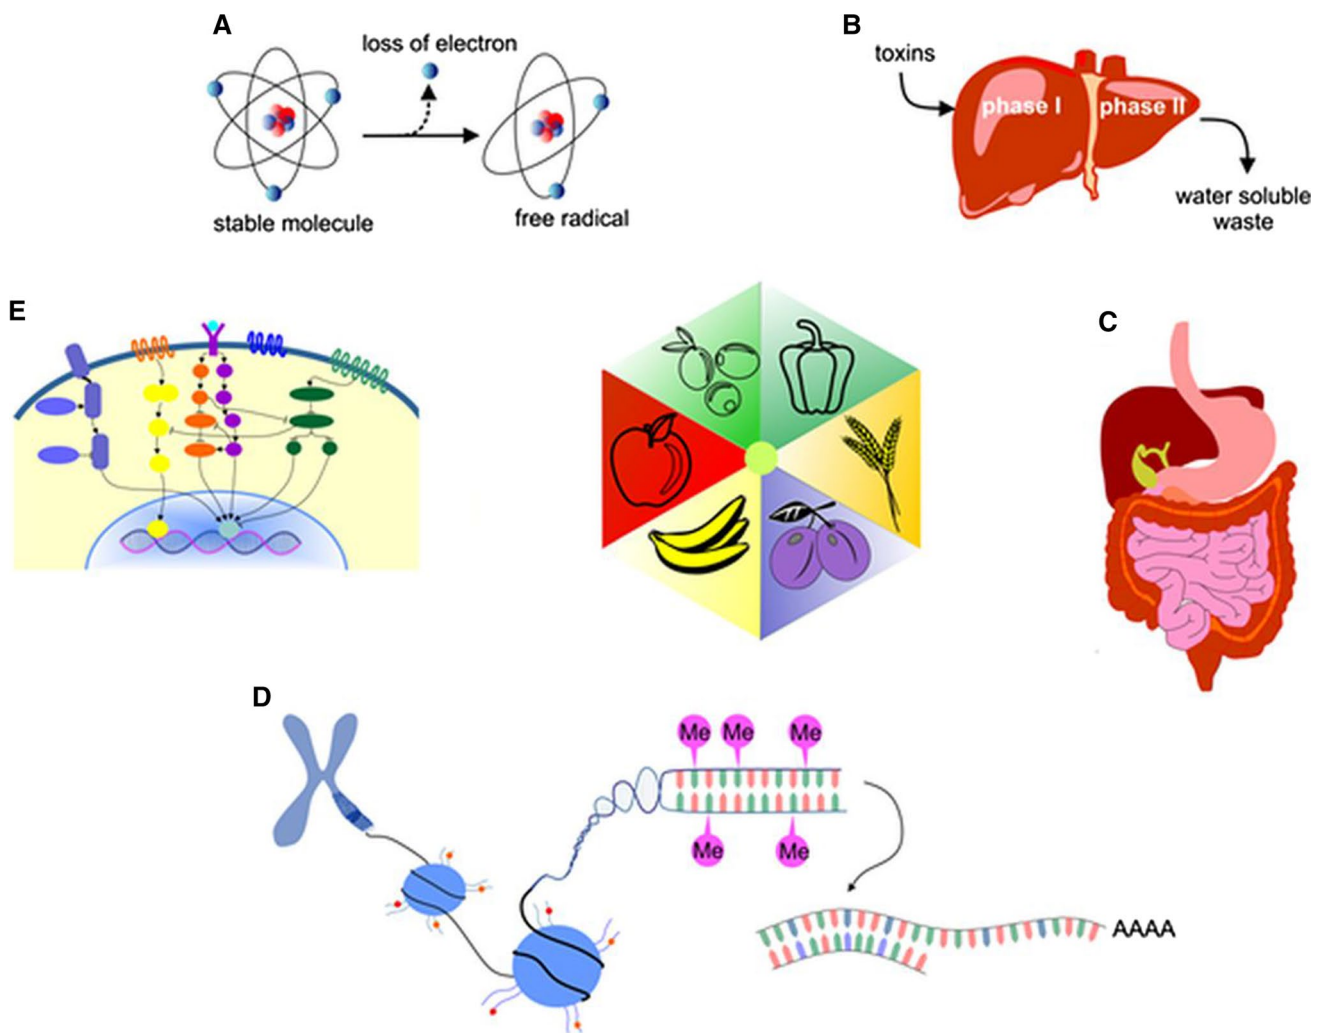 A
loss of electron
stable molecule
free radical
B
toxins
phase I
phase II
water soluble
waste
E
C
D
Me
Me
Me
Me
Me
AAAA